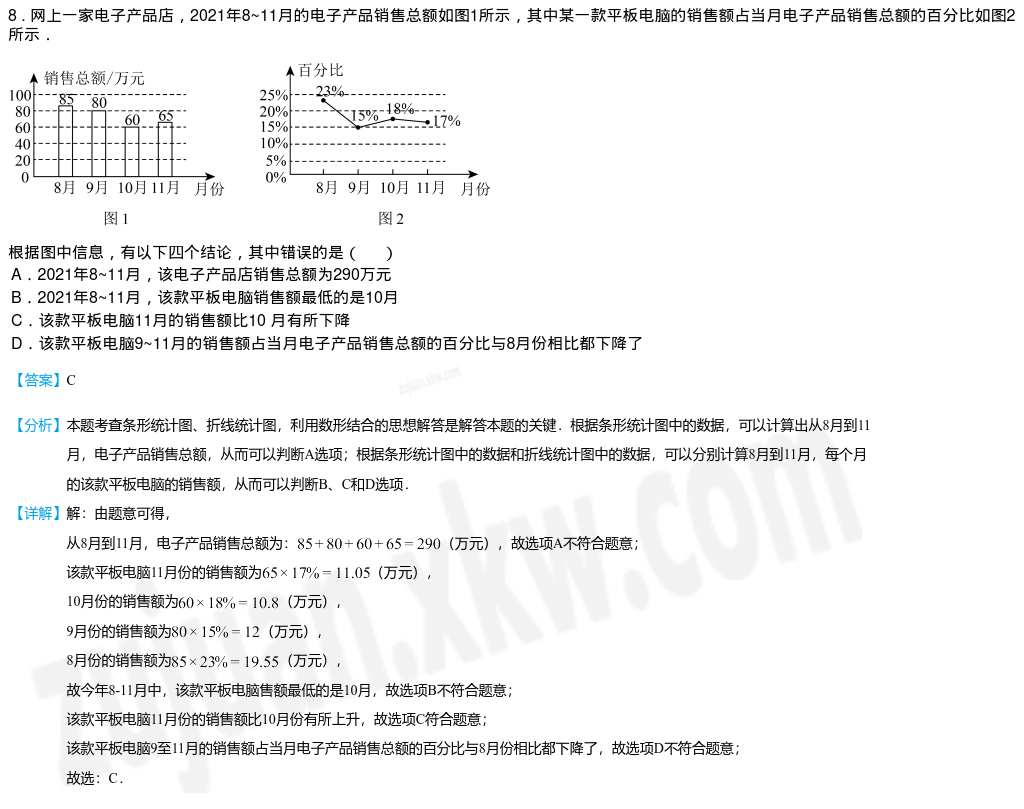 8．网上一家电子产品店，2021年8~11月的电子产品销售总额如图1所示，其中某一款平板电脑的销售额占当月电子产品销售总额的百分比如图2
所示．
销售总额/万元
100
80
60
40
20
0
85
80
60
65
8月 9月 10月 11月 月份
图 1
百分比
25%
20%
15%
10%
5%
0%
23%
15%
18%
17%
8月 9月 10月 11月 月份
图 2
根据图中信息，有以下四个结论，其中错误的是（　　）
A．2021年8~11月，该电子产品店销售总额为290万元
B．2021年8~11月，该款平板电脑销售额最低的是10月
C．该款平板电脑11月的销售额比10 月有所下降
D．该款平板电脑9~11月的销售额占当月电子产品销售总额的百分比与8月份相比都下降了
【答案】C
【分析】本题考查条形统计图、折线统计图，利用数形结合的思想解答是解答本题的关键．根据条形统计图中的数据，可以计算出从8月到11
月，电子产品销售总额，从而可以判断A选项；根据条形统计图中的数据和折线统计图中的数据，可以分别计算8月到11月，每个月
的该款平板电脑的销售额，从而可以判断B、C和D选项．
【详解】解：由题意可得，
从8月到11月，电子产品销售总额为：85+80+60+65=290（万元），故选项A不符合题意；
该款平板电脑11月份的销售额为65×17%=11.05（万元），
10月份的销售额为60×18%=10.8（万元），
9月份的销售额为80×15%=12（万元），
8月份的销售额为85×23%=19.55（万元），
故今年8-11月中，该款平板电脑售额最低的是10月，故选项B不符合题意；
该款平板电脑11月份的销售额比10月份有所上升，故选项C符合题意；
该款平板电脑9至11月的销售额占当月电子产品销售总额的百分比与8月份相比都下降了，故选项D不符合题意；
故选：C．
zujuan.xkw.com
zujuan.xkw.com